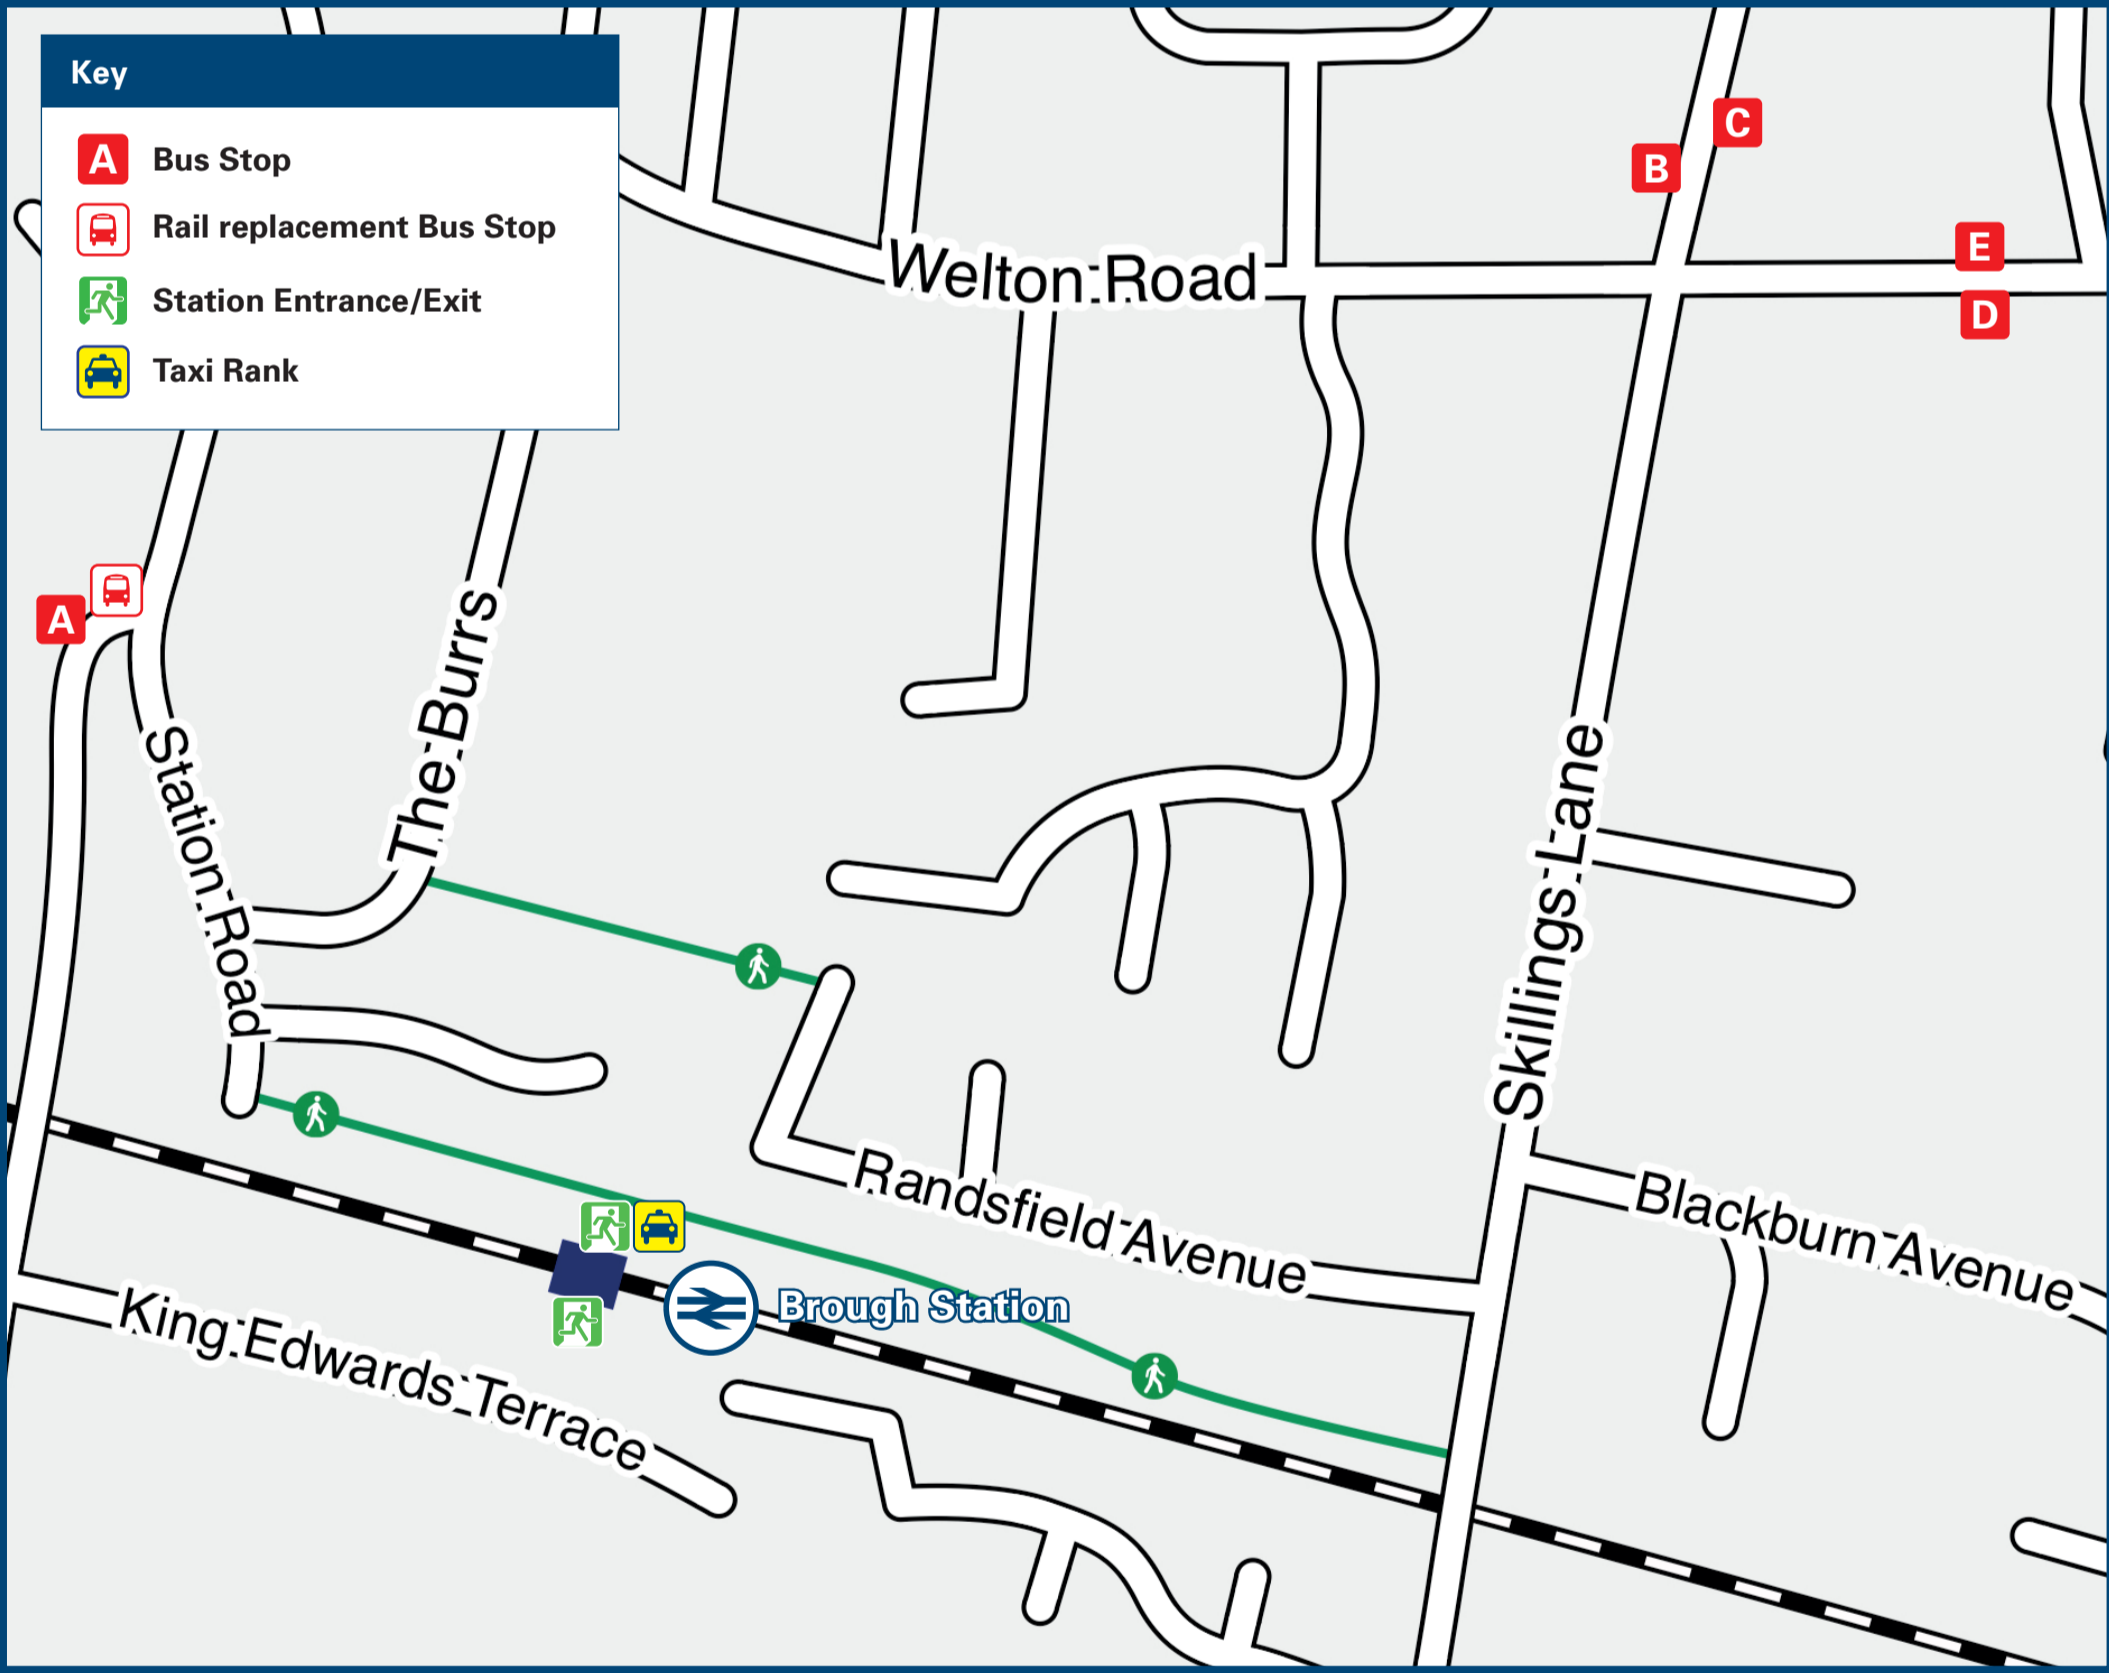 Key
A Bus Stop
Rail replacement Bus Stop
Station Entrance/Exit
Taxi Rank
C
B
E
D
Welton Road
A
The Burrs
Station Road
Skillings Lane
Randsfield Avenue
Blackburn Avenue
Brough Station
King Edwards Terrace